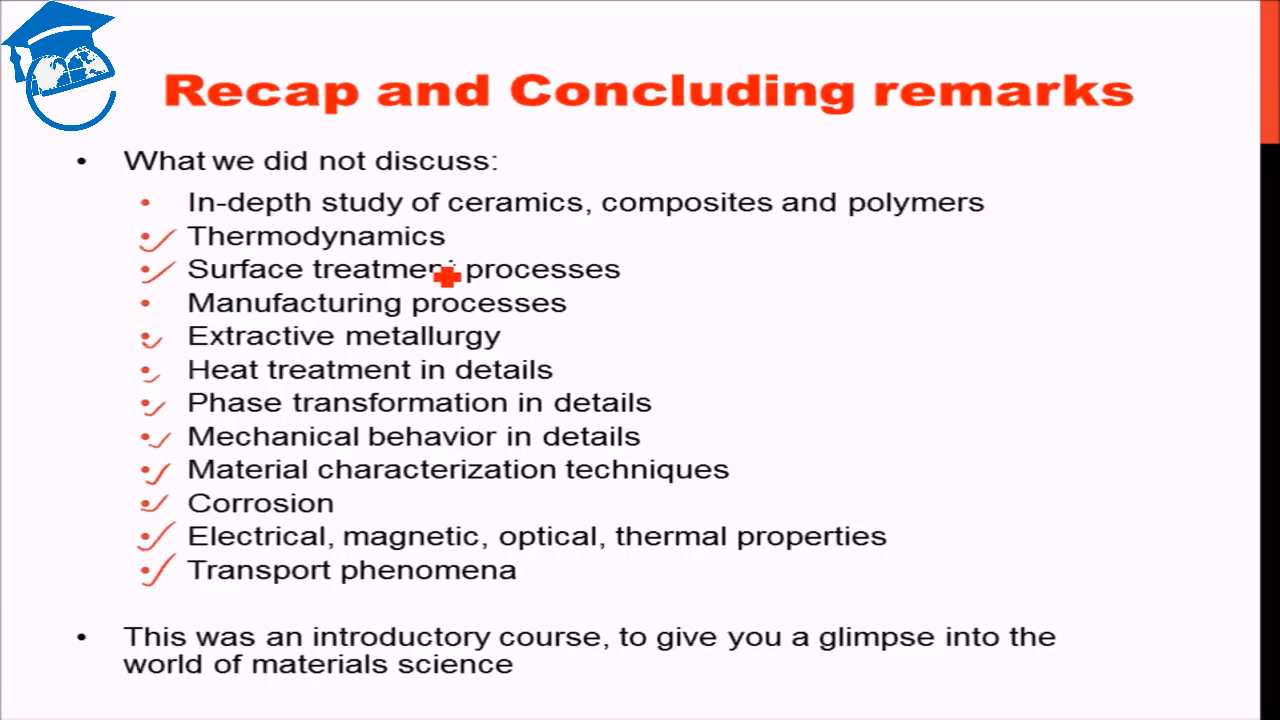 Recap and Concluding remarks
• What we did not discuss:
• In-depth study of ceramics, composites and polymers
• Thermodynamics
• Surface treatment processes
• Manufacturing processes
• Extractive metallurgy
• Heat treatment in details
• Phase transformation in details
• Mechanical behavior in details
• Material characterization techniques
• Corrosion
• Electrical, magnetic, optical, thermal properties
• Transport phenomena
• This was an introductory course, to give you a glimpse into the
world of materials science